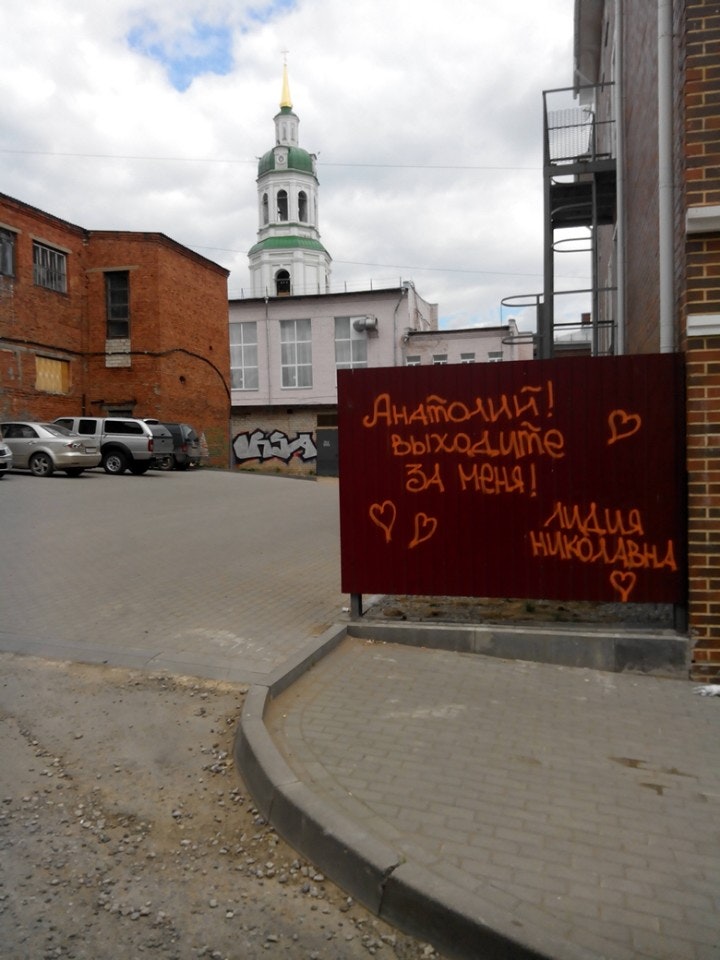 Анатолий!
выходите
за меня!
Лидия
Николавна